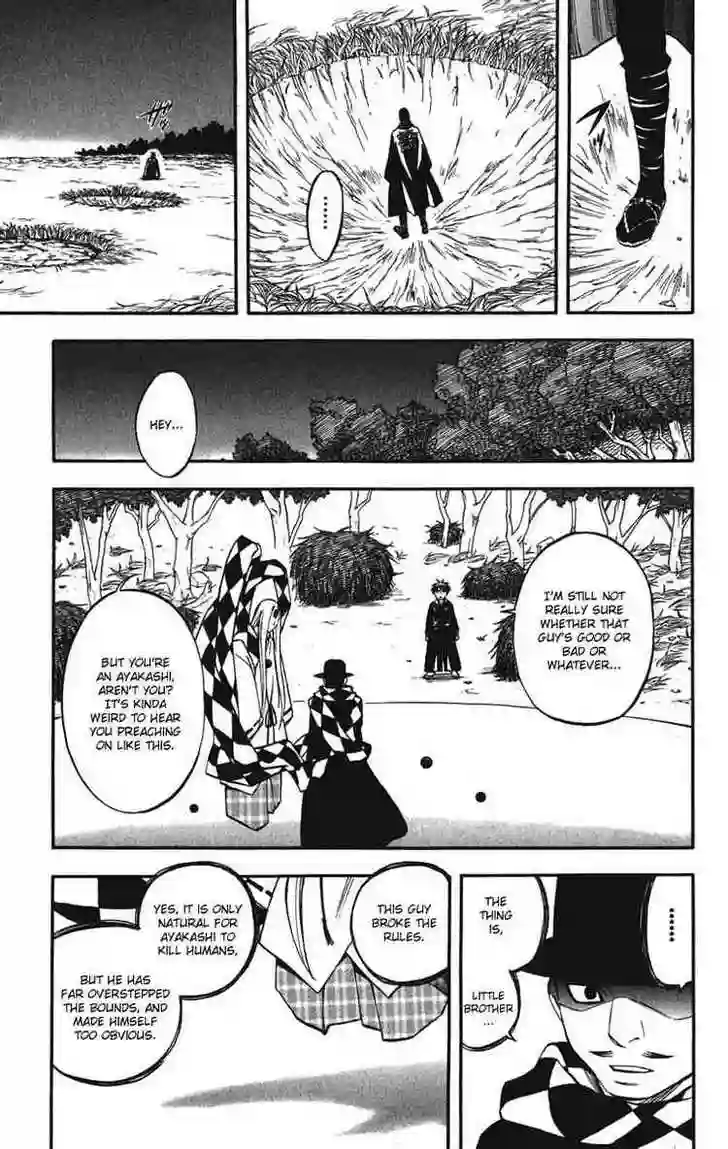 ......
HEY...
I'M STILL NOT
REALLY SURE
WHETHER THAT
GUY'S GOOD OR
BAD OR
WHATEVER...
BUT YOU'RE
AN AYAKASHI,
AREN'T YOU?
IT'S KINDA
WEIRD TO HEAR
YOU PREACHING
ON LIKE THIS.
......
THE
THING
IS,
LITTLE
BROTHER
...
THIS GUY
BROKE THE
RULES.
YES, IT IS ONLY
NATURAL FOR
AYAKASHI TO
KILL HUMANS,
BUT HE HAS
FAR OVERSTEPPED
THE BOUNDS, AND
MADE HIMSELF
TOO OBVIOUS.